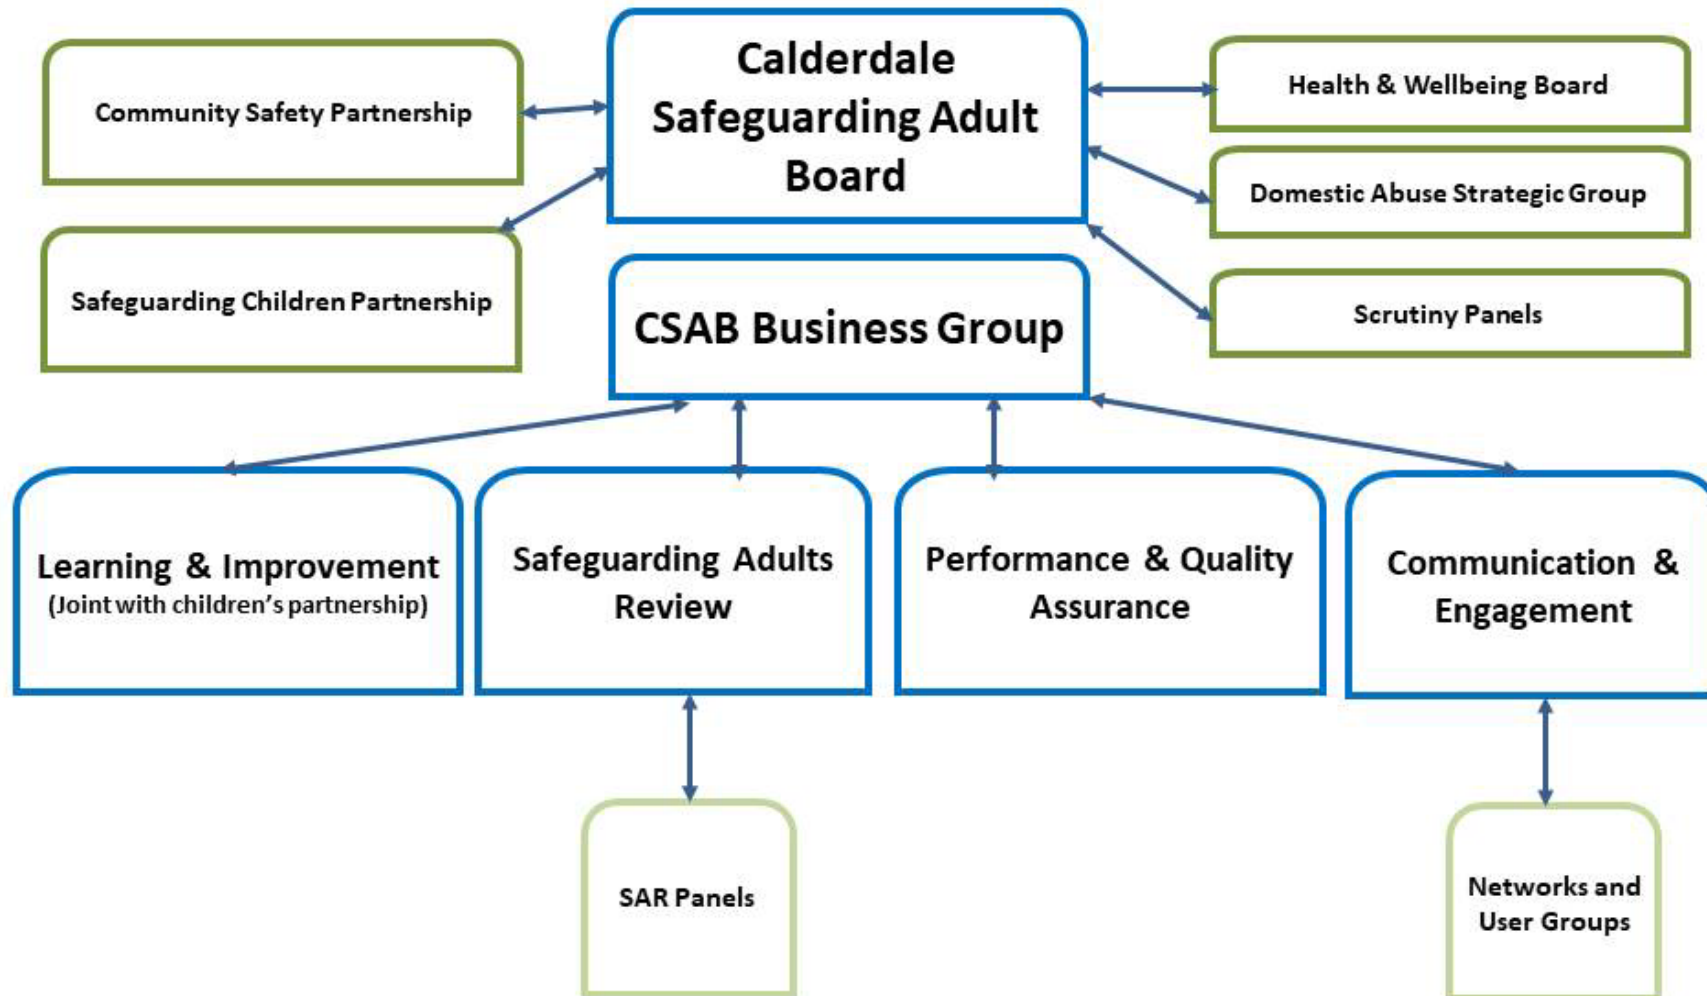 Calderdale
Safeguarding Adult
Board
Community Safety Partnership
Safeguarding Children Partnership
Health & Wellbeing Board
Domestic Abuse Strategic Group
Scrutiny Panels
CSAB Business Group
Learning & Improvement
(Joint with children's partnership)
Safeguarding Adults
Review
Performance & Quality
Assurance
Communication &
Engagement
SAR Panels
Networks and
User Groups